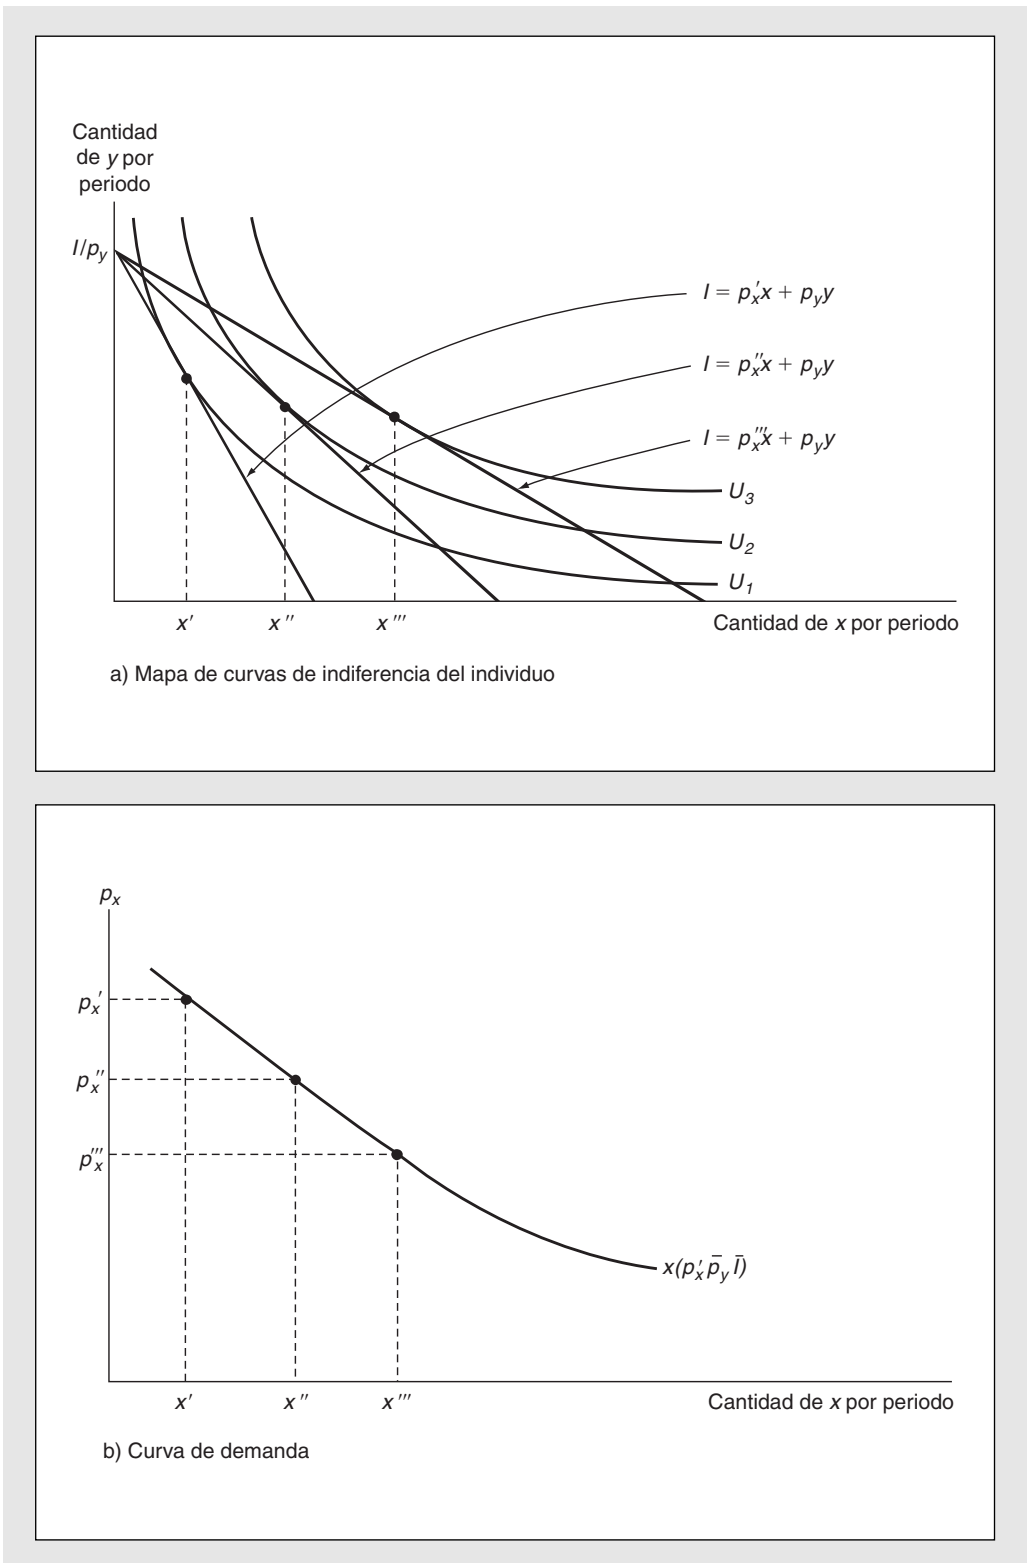 Cantidad
de y por
periodo
I/p_y
I = p_x′x + p_yy
I = p_x″x + p_yy
I = p_x‴x + p_yy
U_3
U_2
U_1
x′
x″
x‴
Cantidad de x por periodo
a) Mapa de curvas de indiferencia del individuo
p_x
p_x′
p_x″
p_x‴
x(p_x′ p̄_y Ī)
x′
x″
x‴
Cantidad de x por periodo
b) Curva de demanda